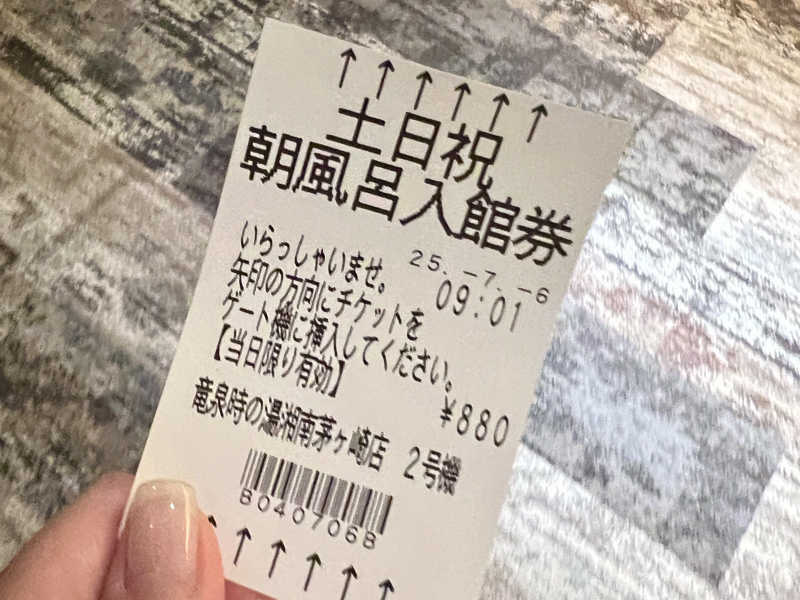 ↑ ↑ ↑ ↑ ↑ ↑
土日祝
朝風呂入館券
25.-7.-6
いらっしゃいませ。 09:01
矢印の方向にチケットを
ゲート機に挿入してください。
【当日限り有効】
¥880
竜泉時の湯湘南茅ヶ崎店 2号機
B040706B
↑ ↑ ↑ ↑ ↑ ↑